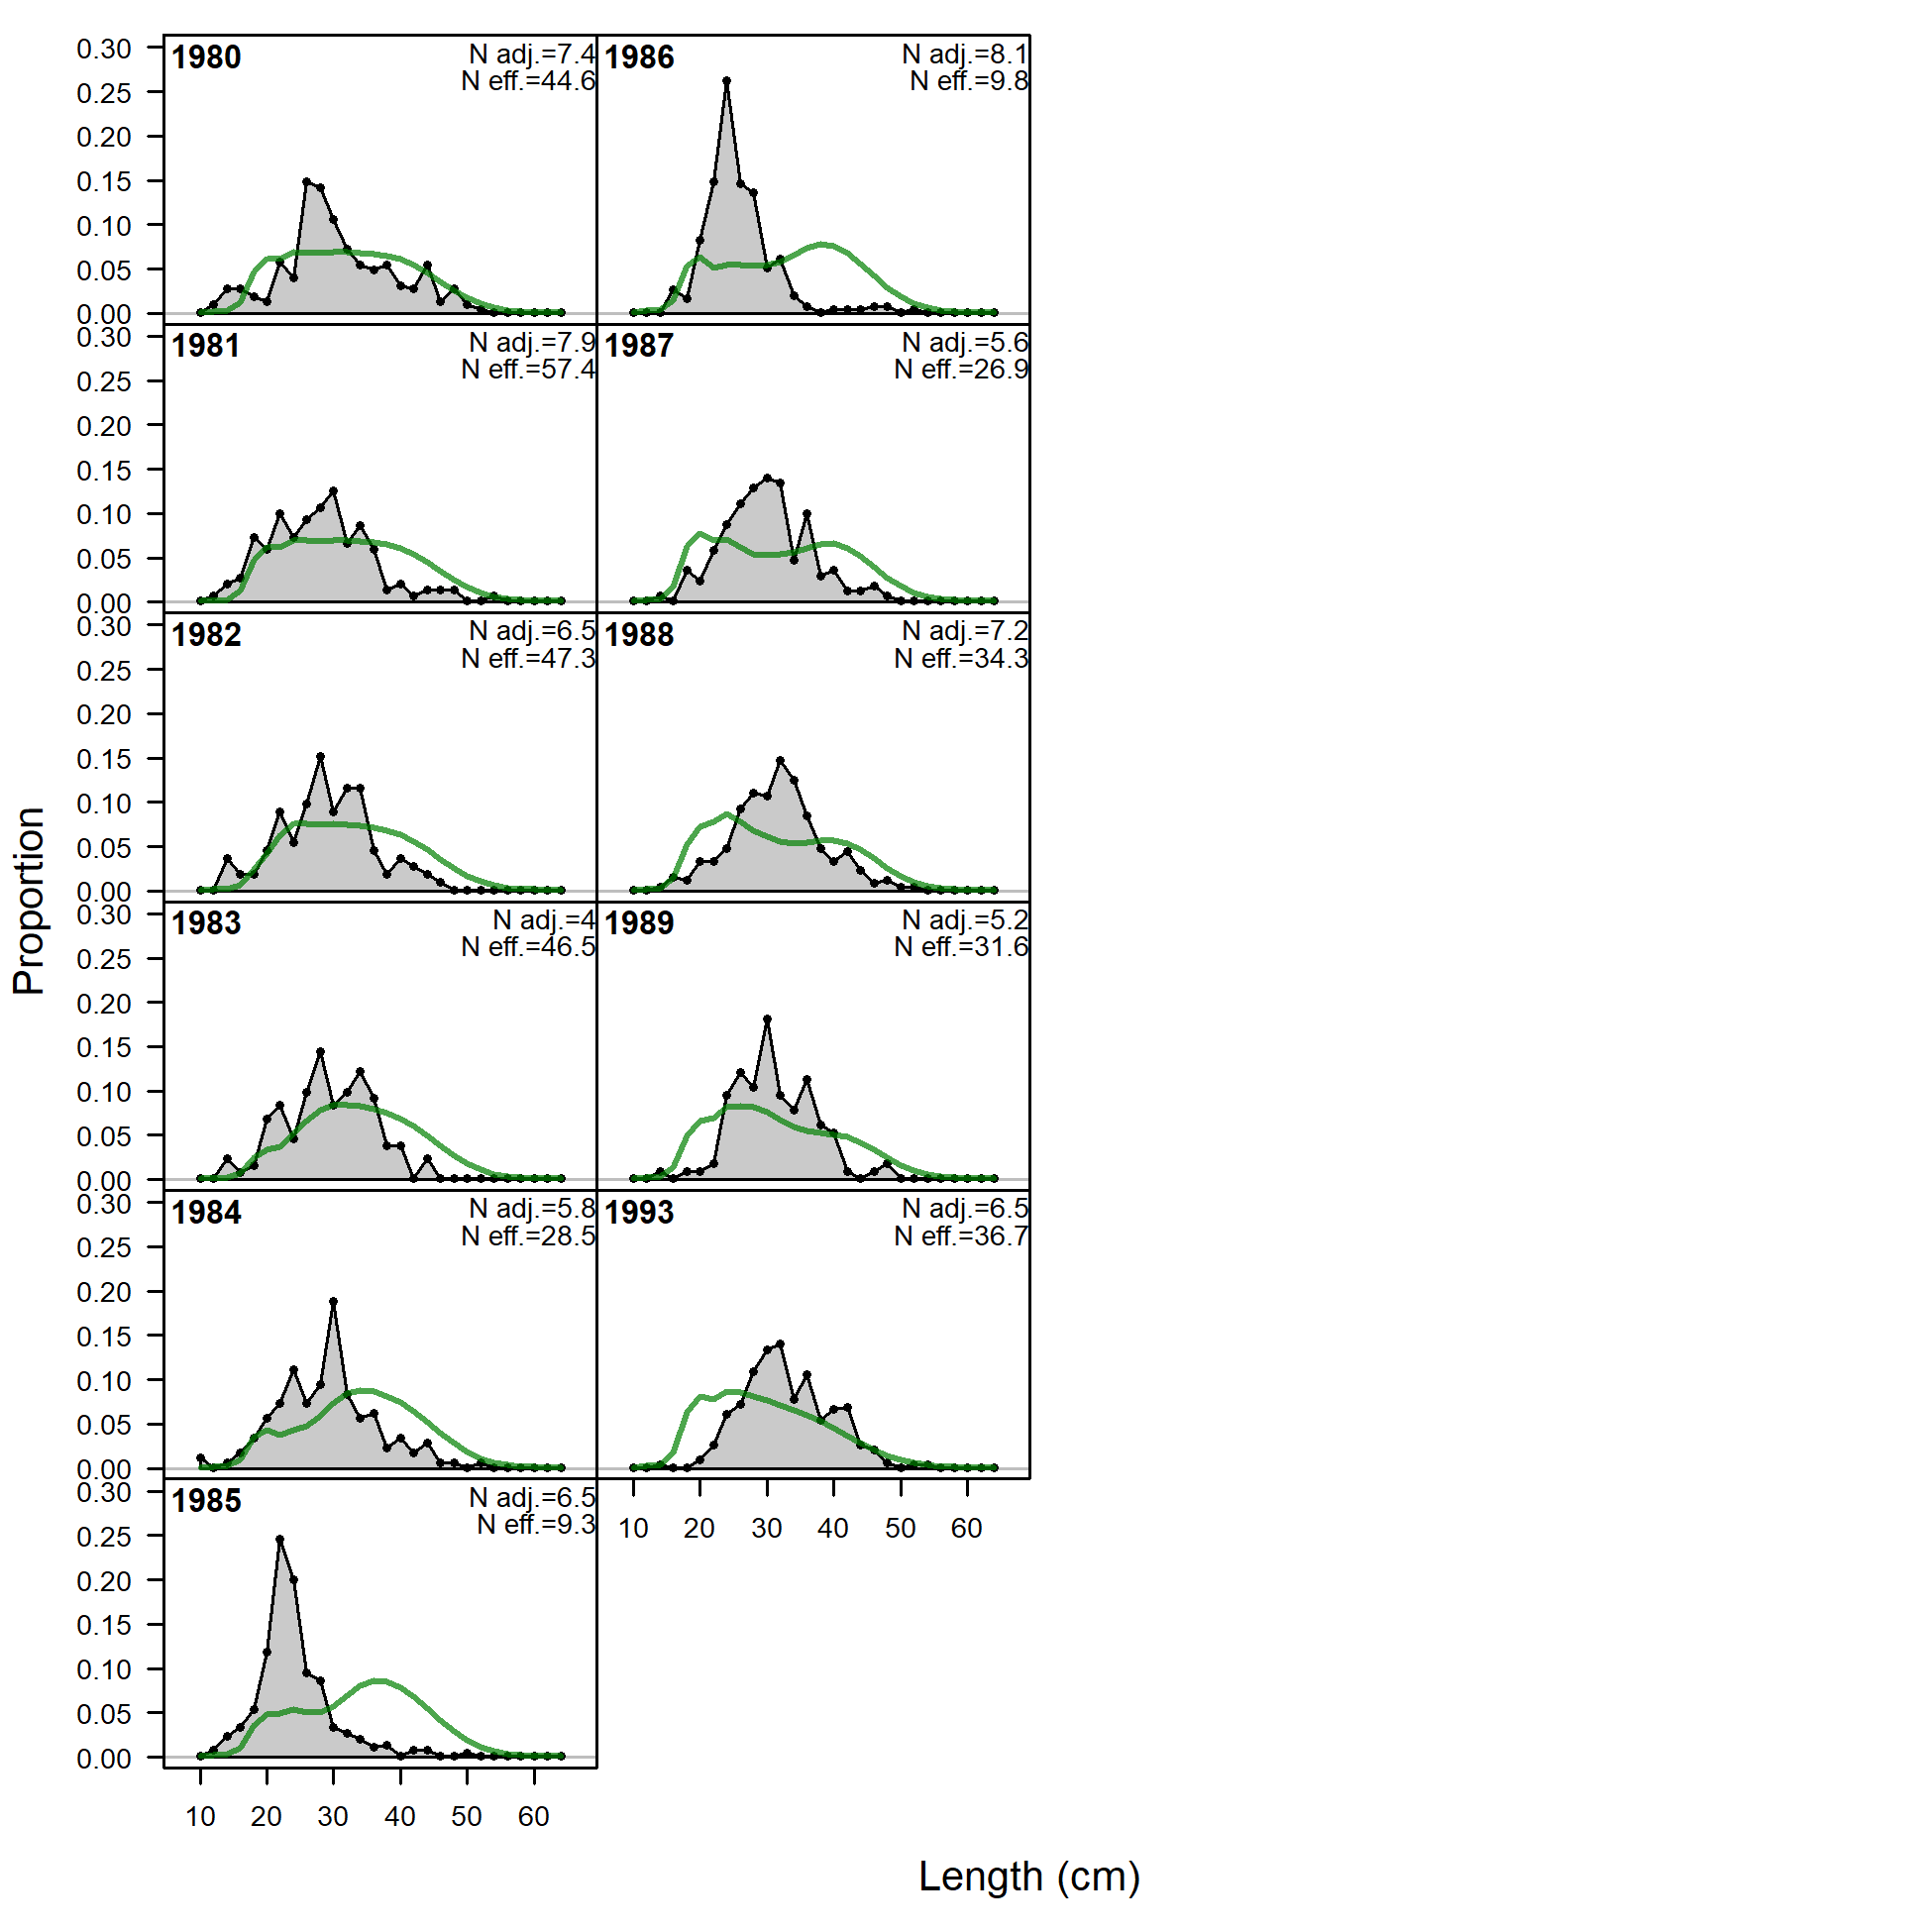 Proportion
0.30
0.25
0.20
0.15
0.10
0.05
0.00
1980
N adj.=7.4
N eff.=44.6
1986
N adj.=8.1
N eff.=9.8
0.30
0.25
0.20
0.15
0.10
0.05
0.00
1981
N adj.=7.9
N eff.=57.4
1987
N adj.=5.6
N eff.=26.9
0.30
0.25
0.20
0.15
0.10
0.05
0.00
1982
N adj.=6.5
N eff.=47.3
1988
N adj.=7.2
N eff.=34.3
0.30
0.25
0.20
0.15
0.10
0.05
0.00
1983
N adj.=4
N eff.=46.5
1989
N adj.=5.2
N eff.=31.6
0.30
0.25
0.20
0.15
0.10
0.05
0.00
1984
N adj.=5.8
N eff.=28.5
1993
N adj.=6.5
N eff.=36.7
10 20 30 40 50 60
0.30
0.25
0.20
0.15
0.10
0.05
0.00
1985
N adj.=6.5
N eff.=9.3
10 20 30 40 50 60
Length (cm)